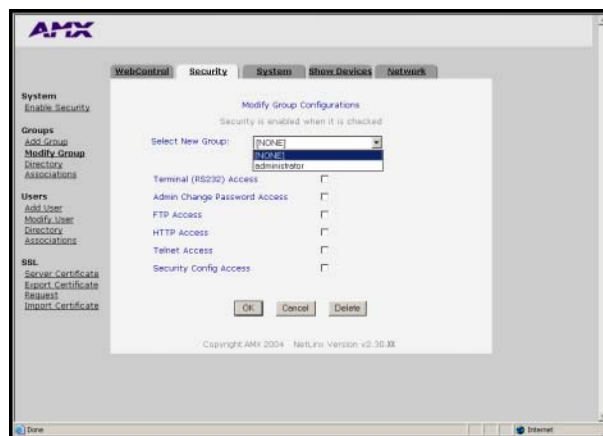 AMX
WebControl Security System Show Devices Network
System
Enable Security
Groups
Add Group
Modify Group
Directory
Associations
Users
Add User
Modify User
Directory
Associations
SSL
Server Certificate
Export Certificate
Request
Import Certificate
Modify Group Configurations
Security is enabled when it is checked
Select New Group: [NONE]
[NONE]
administrator
Terminal (RS232) Access
Admin Change Password Access
FTP Access
HTTP Access
Telnet Access
Security Config Access
OK Cancel Delete
Copyright AMX 2004 NetLinx Version v2.30.XX
Done Internet